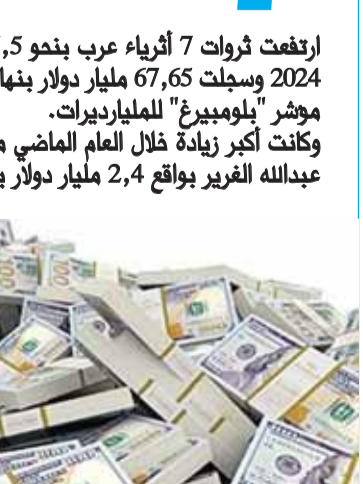 ارتفعت ثروات 7 أثرياء عرب بنحو 5,
2024 وسجلت 67,65 مليار دولار بنها
مؤشر "بلومبيرغ" للمليارديرات.
وكانت أكبر زيادة خلال العام الماضي
عبدالله الغرير بواقع 2,4 مليار دولار